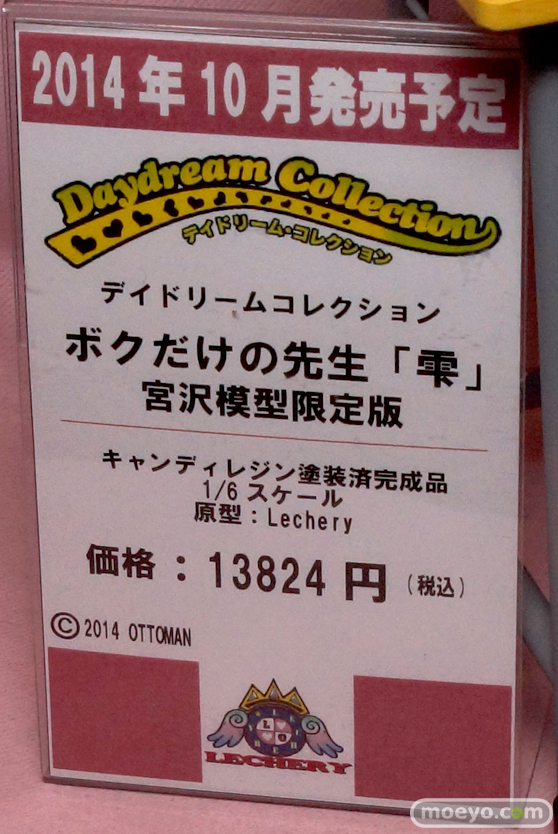 2014年10月発売予定
Daydream Collection
デイドリーム・コレクション
デイドリームコレクション
ボクだけの先生「雫」
宮沢模型限定版
キャンディレジン塗装済完成品
1/6スケール
原型：Lechery
価格：13824円（税込）
©2014 OTTOMAN
LECHERY
moeyo.com